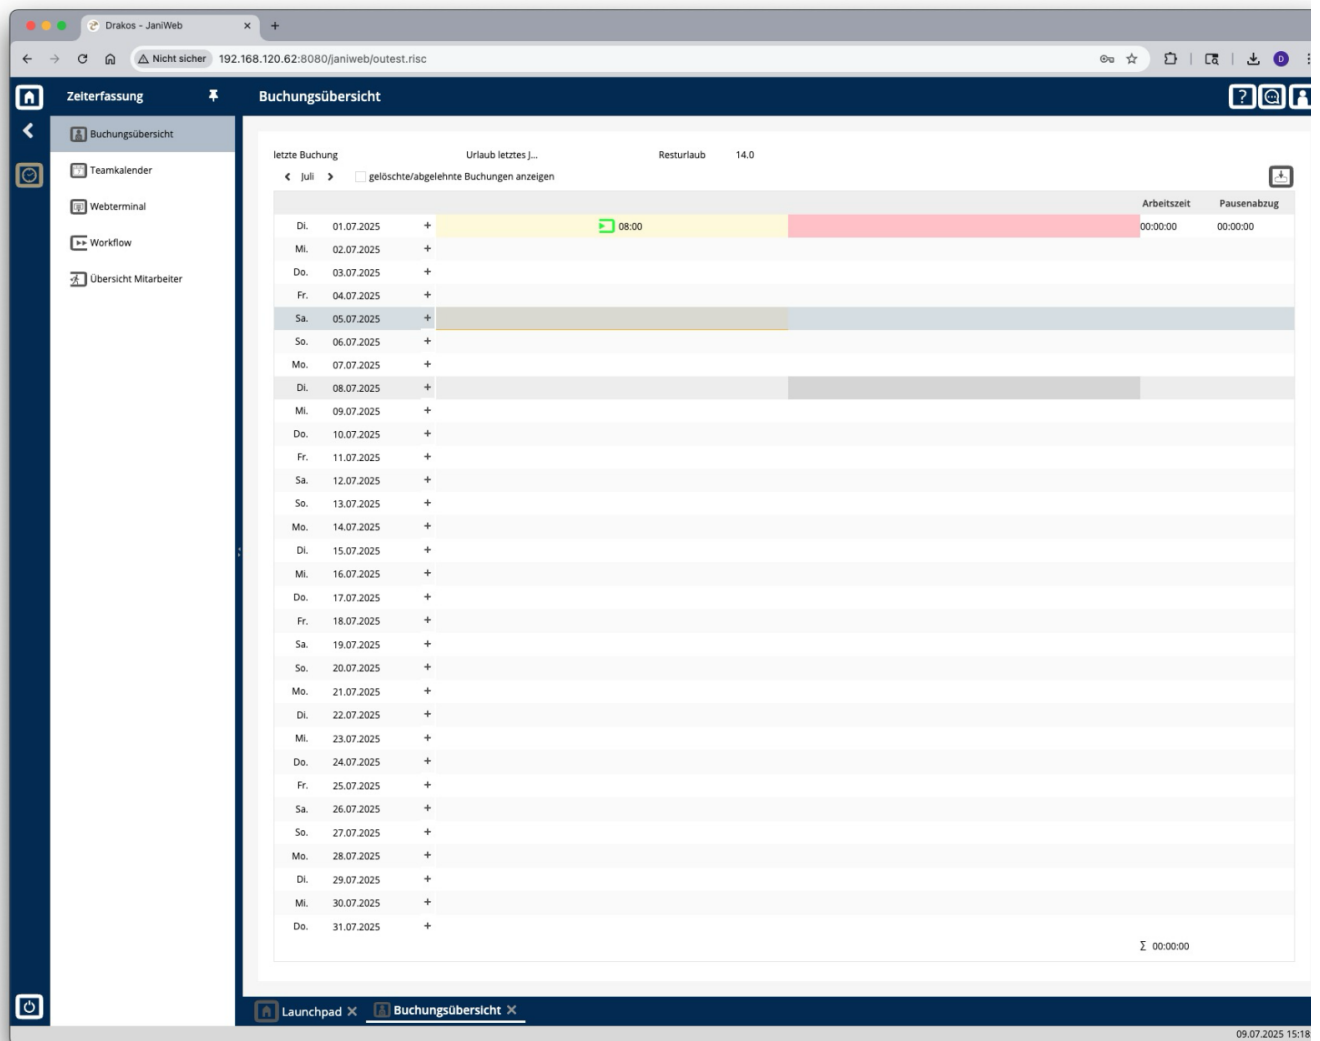 Drakos - JaniWeb
Nicht sicher 192.168.120.62:8080/janiweb/outest.risc
D
Zeiterfassung
Buchungsübersicht
?
Buchungsübersicht
Teamkalender
Webterminal
Workflow
Übersicht Mitarbeiter
letzte Buchung Urlaub letztes J... Resturlaub 14.0
Juli gelöschte/abgelehnte Buchungen anzeigen
Arbeitszeit Pausenabzug
Di. 01.07.2025 + 08:00 00:00:00 00:00:00
Mi. 02.07.2025 +
Do. 03.07.2025 +
Fr. 04.07.2025 +
Sa. 05.07.2025 +
So. 06.07.2025 +
Mo. 07.07.2025 +
Di. 08.07.2025 +
Mi. 09.07.2025 +
Do. 10.07.2025 +
Fr. 11.07.2025 +
Sa. 12.07.2025 +
So. 13.07.2025 +
Mo. 14.07.2025 +
Di. 15.07.2025 +
Mi. 16.07.2025 +
Do. 17.07.2025 +
Fr. 18.07.2025 +
Sa. 19.07.2025 +
So. 20.07.2025 +
Mo. 21.07.2025 +
Di. 22.07.2025 +
Mi. 23.07.2025 +
Do. 24.07.2025 +
Fr. 25.07.2025 +
Sa. 26.07.2025 +
So. 27.07.2025 +
Mo. 28.07.2025 +
Di. 29.07.2025 +
Mi. 30.07.2025 +
Do. 31.07.2025 +
Σ 00:00:00
Launchpad Buchungsübersicht
09.07.2025 15:18